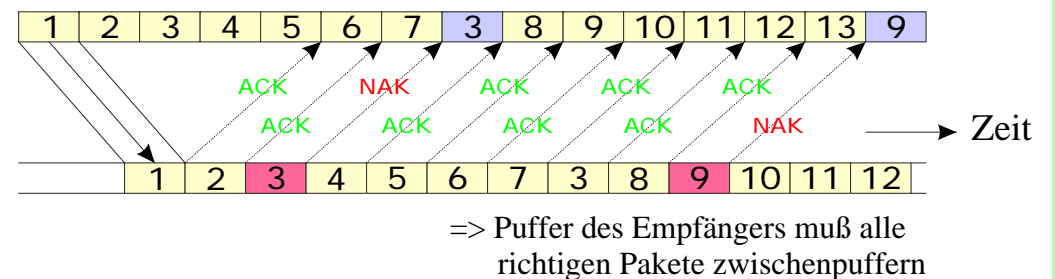 1 2 3 4 5 6 7 3 8 9 10 11 12 13 9
ACK NAK ACK ACK ACK
ACK ACK ACK ACK NAK
Zeit
1 2 3 4 5 6 7 3 8 9 10 11 12
=> Puffer des Empfängers muß alle
richtigen Pakete zwischenpuffern